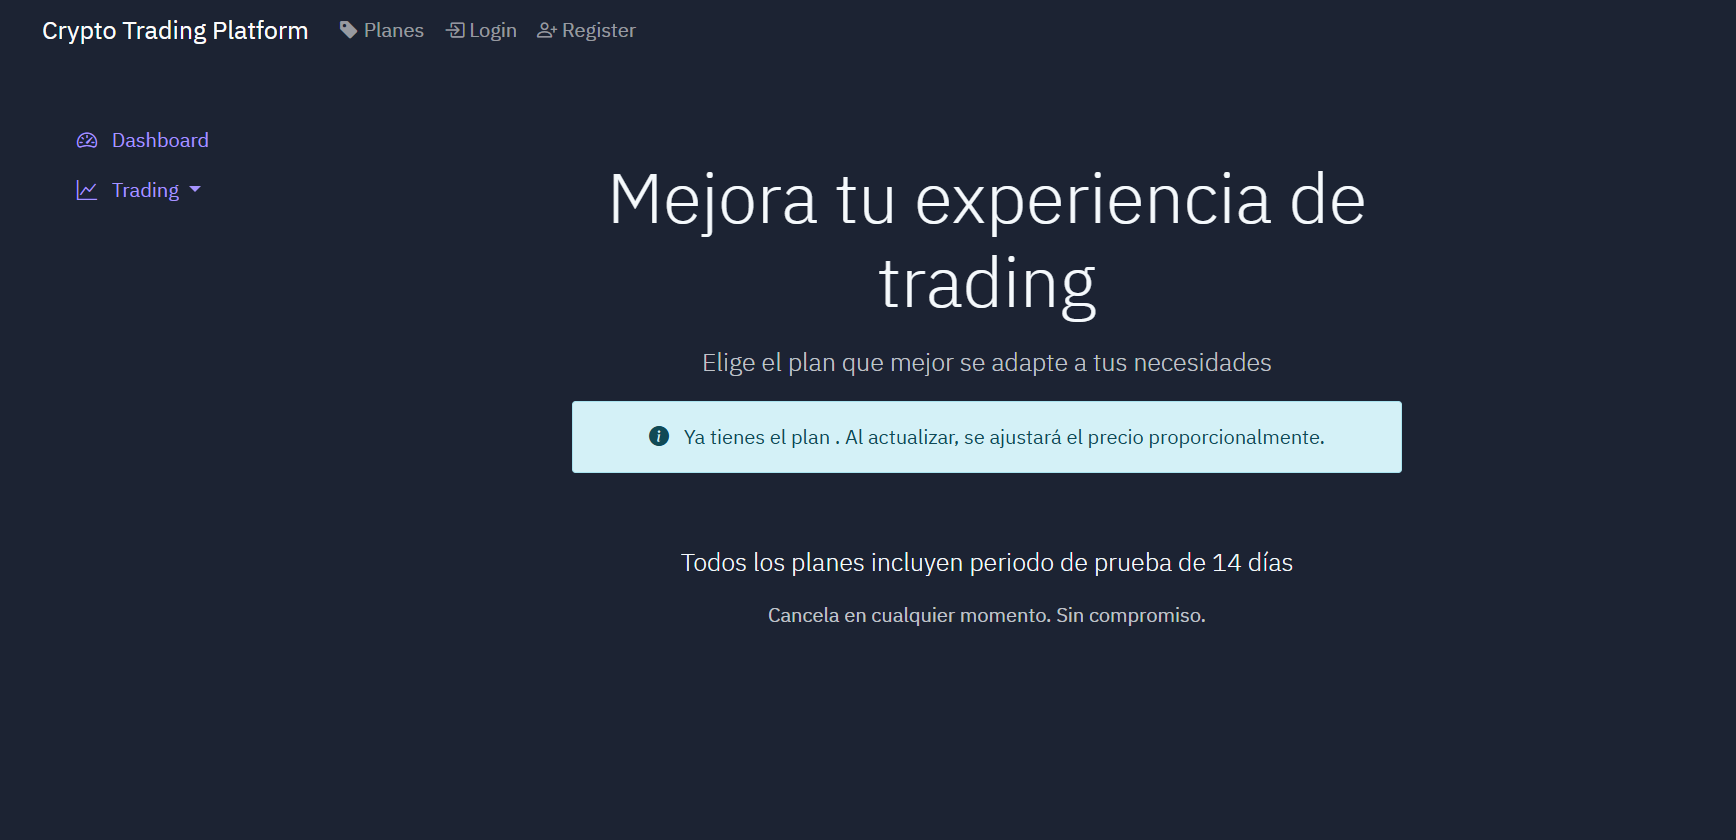 Crypto Trading Platform Planes Login Register
Dashboard
Trading
Mejora tu experiencia de
trading
Elige el plan que mejor se adapte a tus necesidades
Ya tienes el plan . Al actualizar, se ajustará el precio proporcionalmente.
Todos los planes incluyen periodo de prueba de 14 días
Cancela en cualquier momento. Sin compromiso.